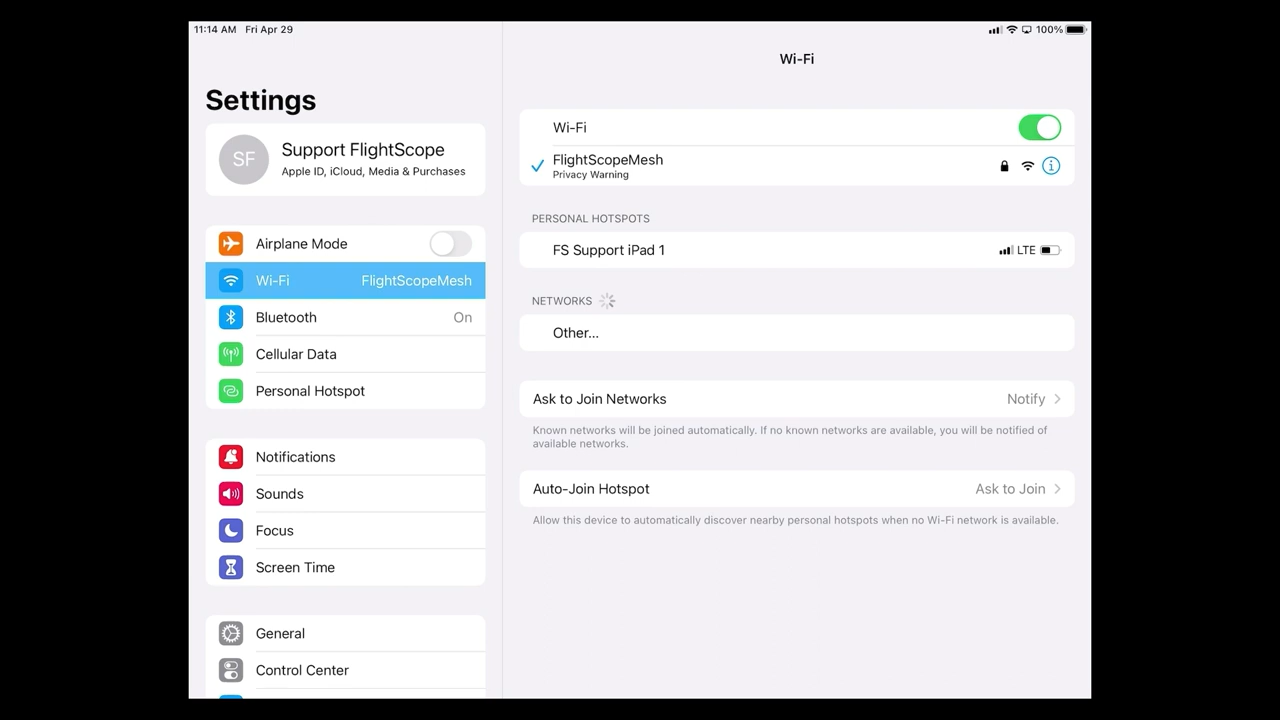 11:14 AM Fri Apr 29
100%
Settings
SF
Support FlightScope
Apple ID, iCloud, Media & Purchases
Airplane Mode
Wi-Fi FlightScopeMesh
Bluetooth On
Cellular Data
Personal Hotspot
Notifications
Sounds
Focus
Screen Time
General
Control Center
Wi-Fi
Wi-Fi
FlightScopeMesh
Privacy Warning
PERSONAL HOTSPOTS
FS Support iPad 1 LTE
NETWORKS
Other...
Ask to Join Networks Notify
Known networks will be joined automatically. If no known networks are available, you will be notified of
available networks.
Auto-Join Hotspot Ask to Join
Allow this device to automatically discover nearby personal hotspots when no Wi-Fi network is available.